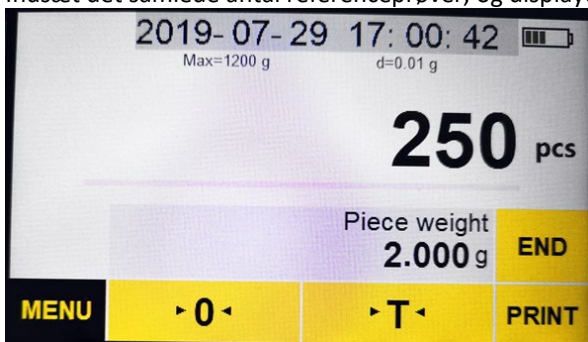 2019-07-29 17:00:42
Max=1200 g d=0.01 g
250 pcs
Piece weight
2.000 g
END
MENU
0
T
PRINT